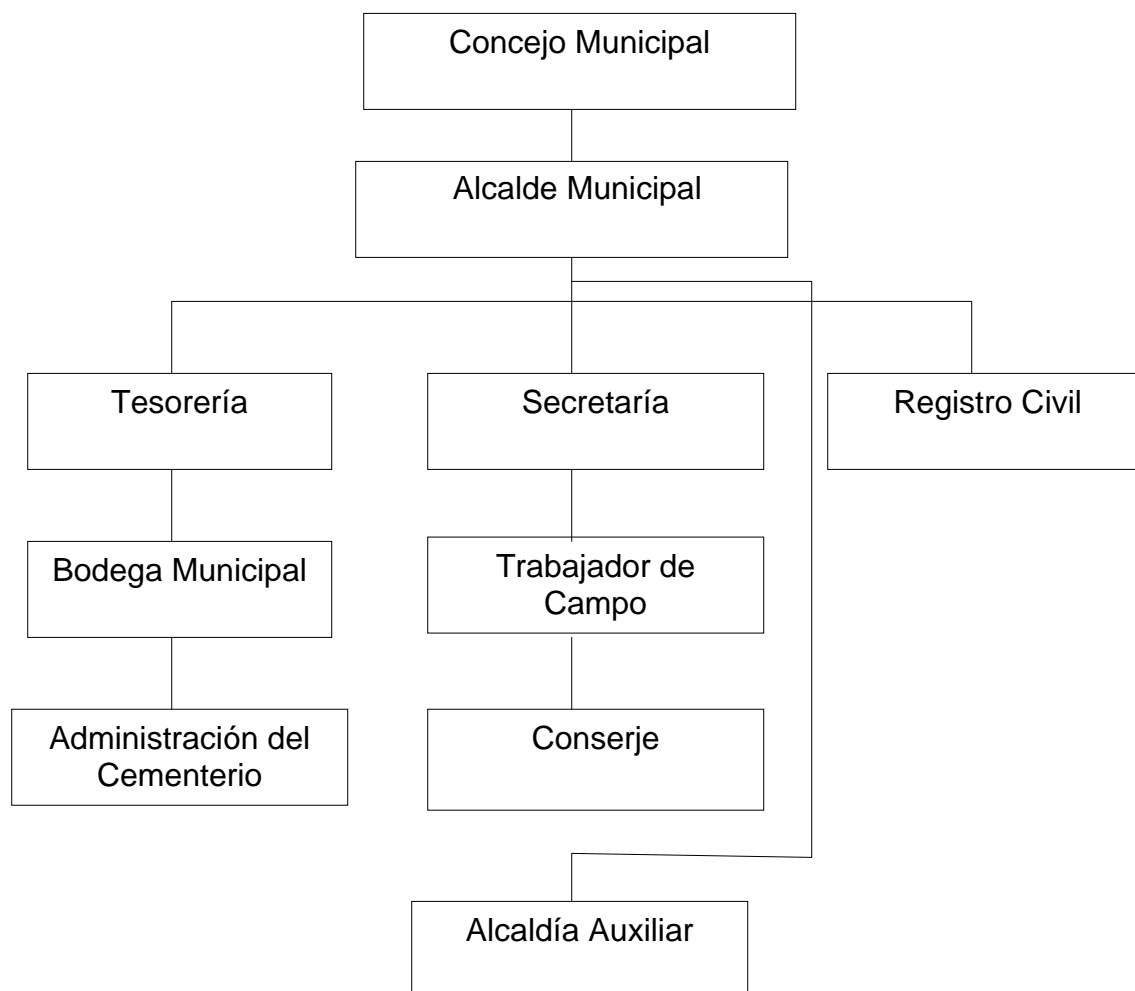 Concejo Municipal
Alcalde Municipal
Tesorería
Secretaría
Registro Civil
Bodega Municipal
Trabajador de
Campo
Administración del
Cementerio
Conserje
Alcaldía Auxiliar